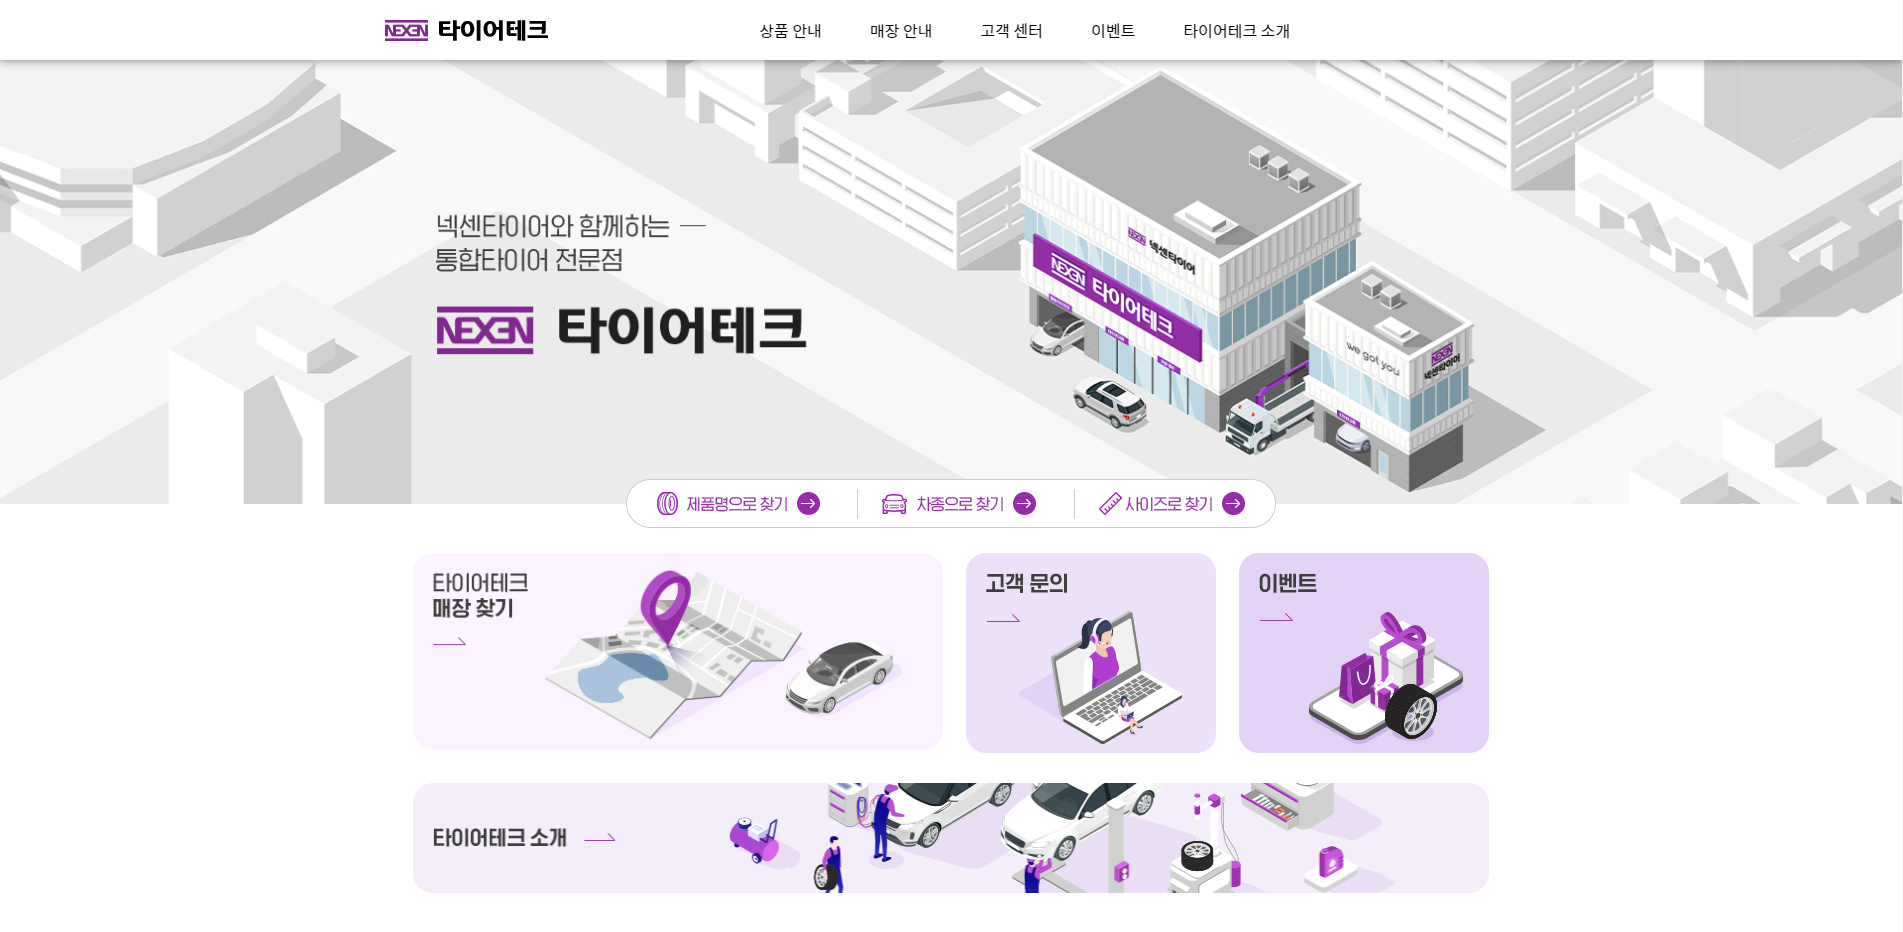 NEXEN 타이어테크
상품 안내
매장 안내
고객 센터
이벤트
타이어테크 소개
넥센타이어와 함께하는
통합타이어 전문점
NEXEN 타이어테크
NEXEN 넥센타이어
NEXEN 타이어테크
we got you
NEXEN
넥센타이어
제품명으로 찾기
차종으로 찾기
사이즈로 찾기
타이어테크
매장 찾기
고객 문의
이벤트
타이어테크 소개